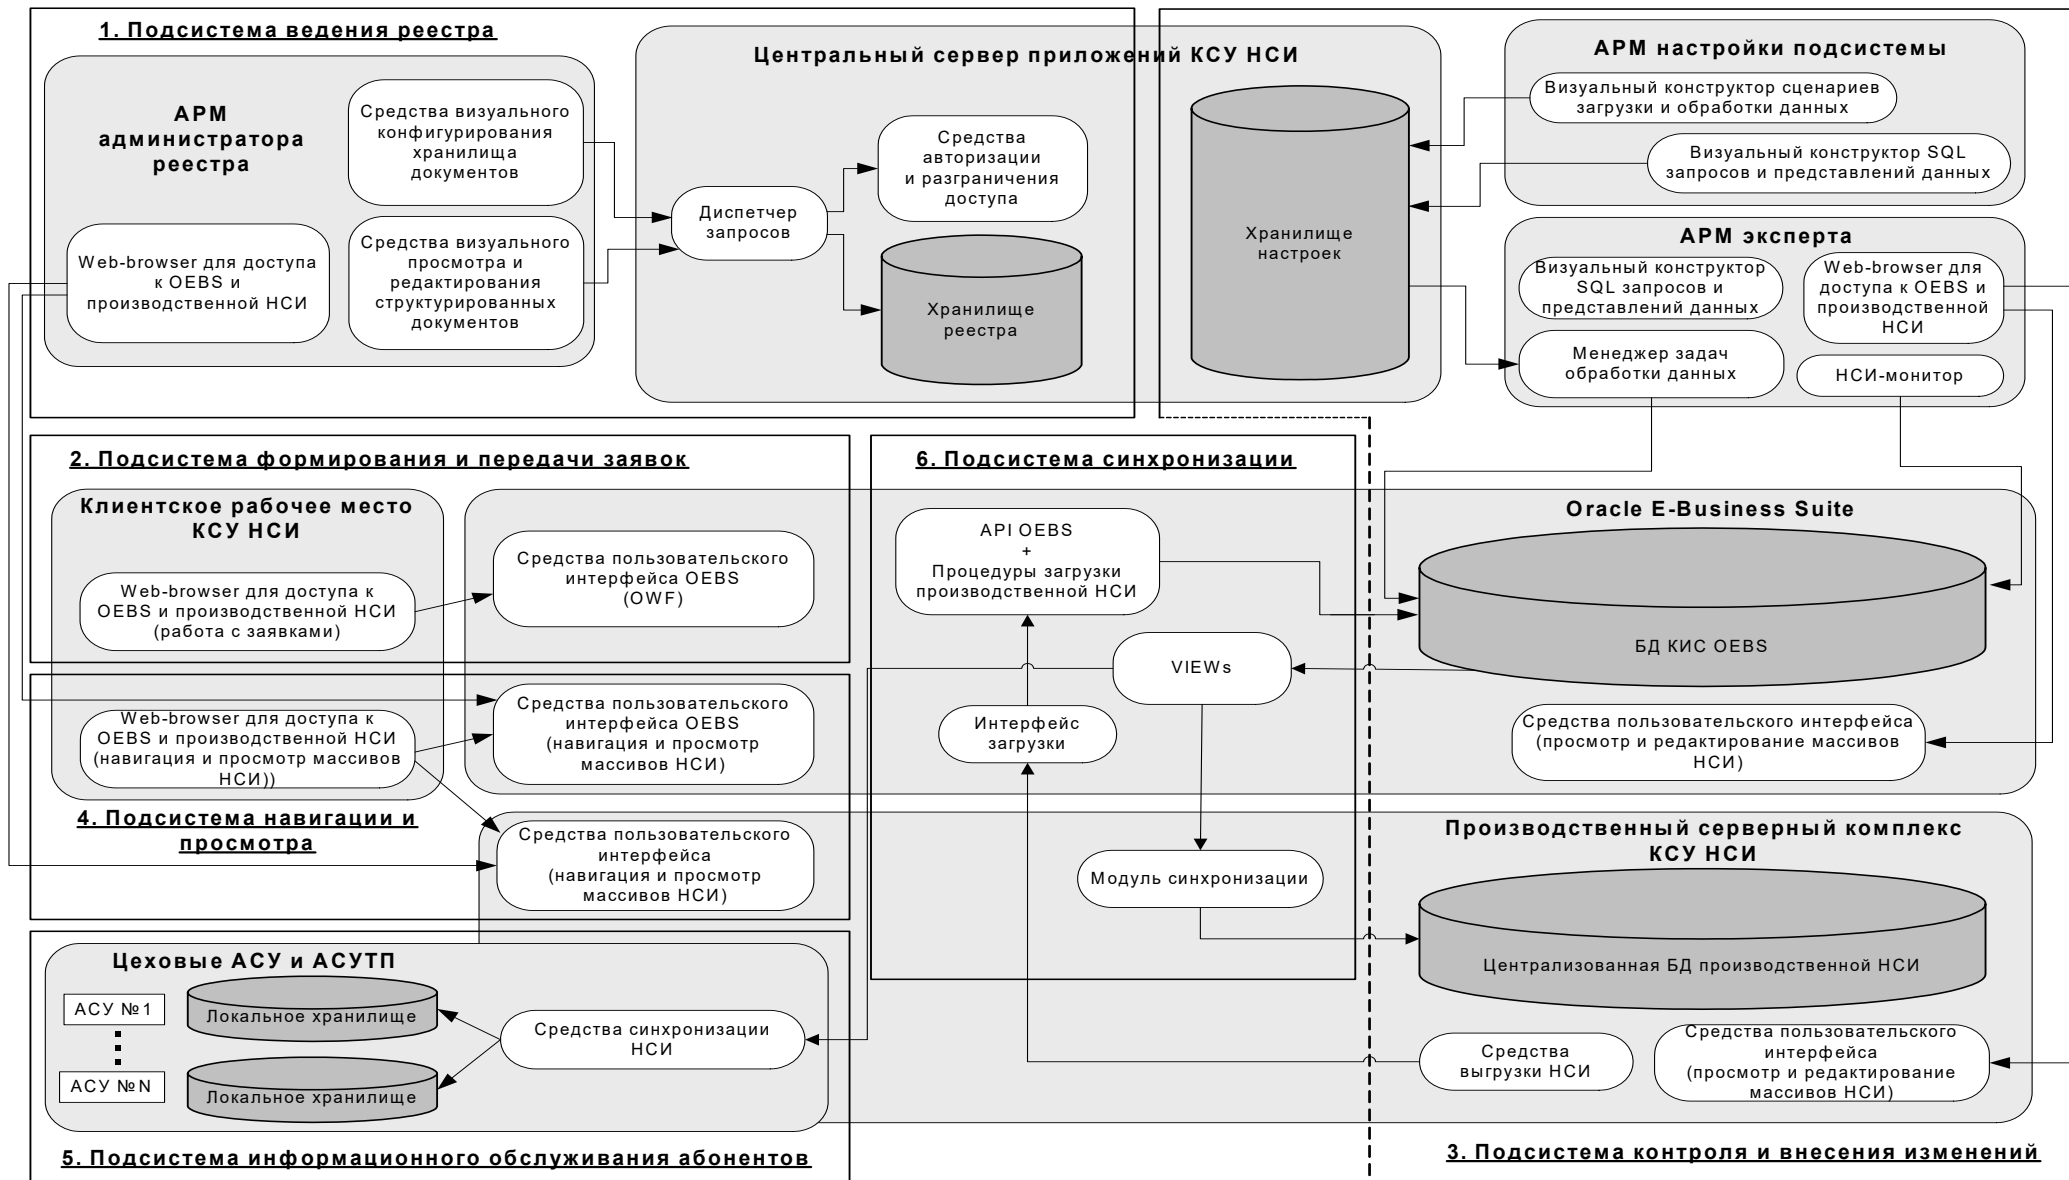 1. Подсистема ведения реестра
АРМ
администратора
реестра
Средства визуального
конфигурирования
хранилища
документов
Web-browser для доступа
к OEBS и
производственной НСИ
Средства визуального
просмотра и
редактирования
структурированных
документов
Центральный сервер приложений КСУ НСИ
Диспетчер
запросов
Средства
авторизации
и разграничения
доступа
Хранилище
реестра
Хранилище
настроек
АРМ настройки подсистемы
Визуальный конструктор сценариев
загрузки и обработки данных
Визуальный конструктор SQL
запросов и представлений данных
АРМ эксперта
Визуальный конструктор
SQL запросов и
представлений данных
Web-browser для
доступа к OEBS и
производственной
НСИ
Менеджер задач
обработки данных
НСИ-монитор
2. Подсистема формирования и передачи заявок
Клиентское рабочее место
КСУ НСИ
Web-browser для доступа к
OEBS и производственной НСИ
(работа с заявками)
Средства пользовательского
интерфейса OEBS
(OWF)
Web-browser для доступа к
OEBS и производственной НСИ
(навигация и просмотр массивов
НСИ))
Средства пользовательского
интерфейса OEBS
(навигация и просмотр
массивов НСИ)
4. Подсистема навигации и
просмотра
Средства пользовательского
интерфейса
(навигация и просмотр
массивов НСИ)
6. Подсистема синхронизации
API OEBS
+
Процедуры загрузки
производственной НСИ
VIEWs
Интерфейс
загрузки
Модуль синхронизации
Oracle E-Business Suite
БД КИС OEBS
Средства пользовательского интерфейса
(просмотр и редактирование массивов
НСИ)
Производственный серверный комплекс
КСУ НСИ
Централизованная БД производственной НСИ
Средства
выгрузки НСИ
Средства пользовательского
интерфейса
(просмотр и редактирование
массивов НСИ)
Цеховые АСУ и АСУТП
АСУ №1
АСУ №N
Локальное хранилище
Локальное хранилище
Средства синхронизации
НСИ
5. Подсистема информационного обслуживания абонентов
3. Подсистема контроля и внесения изменений